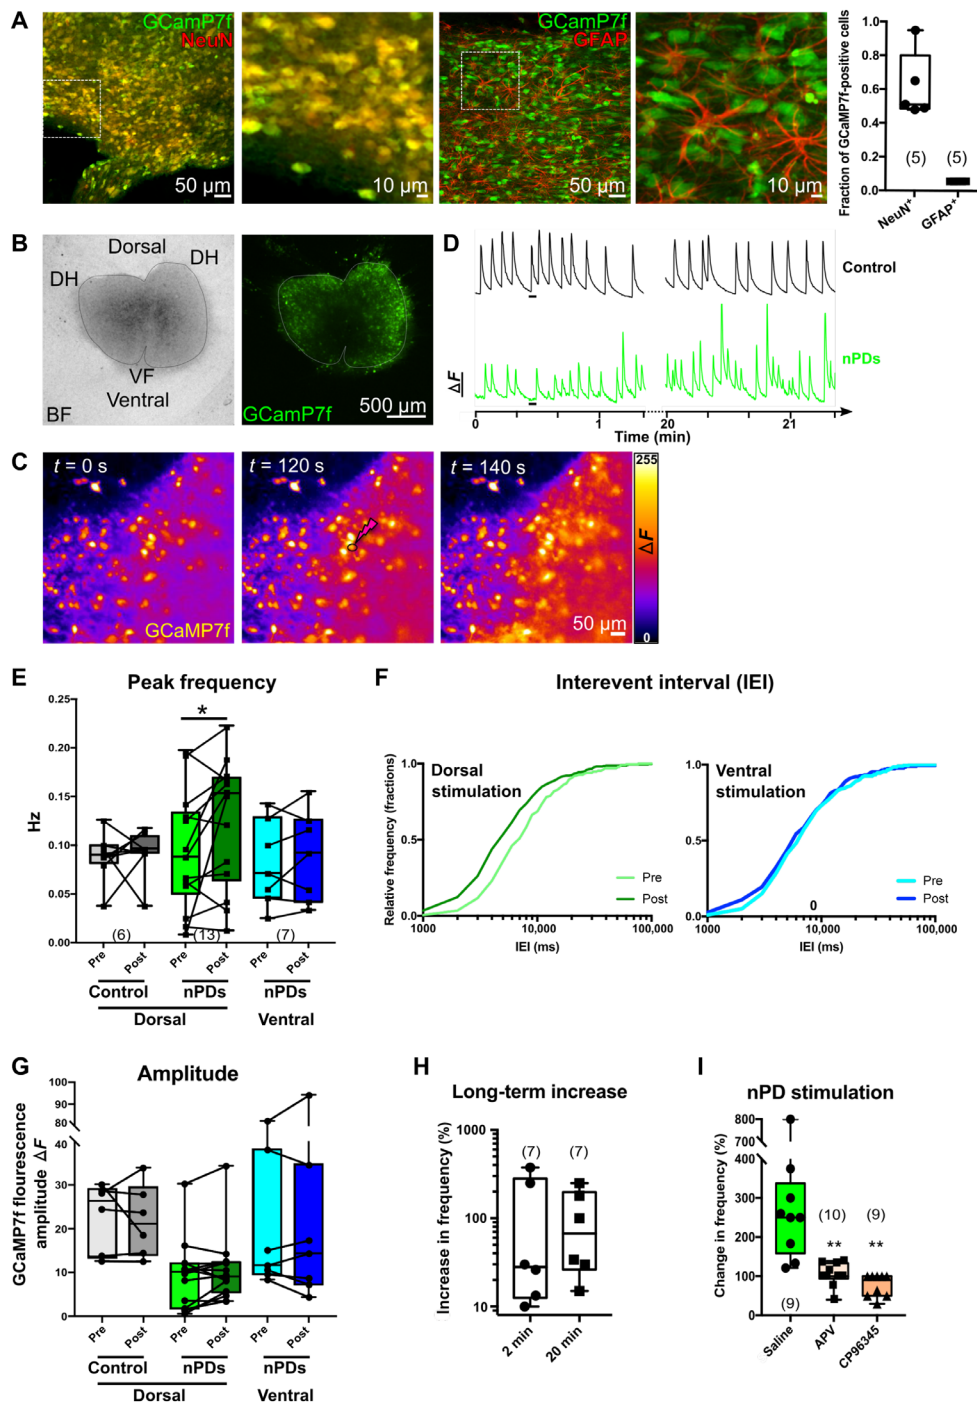 A
GCamP7f
NeuN
50 µm
10 µm
GCamP7f
GFAP
50 µm
10 µm
Fraction of GCaMP7f-positive cells
1.0
0.8
0.6
0.4
0.2
0.0
(5)
(5)
NeuN+
GFAP+
B
Dorsal
DH
DH
VF
Ventral
BF
GCamP7f
500 µm
D
Control
nPDs
ΔF
0
1
20
21
Time (min)
C
t = 0 s
t = 120 s
t = 140 s
GCaMP7f
50 µm
255
ΔF
0
E
Peak frequency
Hz
0.25
0.20
0.15
0.10
0.05
0.00
*
(6)
(13)
(7)
Pre
Post
Pre
Post
Pre
Post
Control
nPDs
nPDs
Dorsal
Ventral
F
Interevent interval (IEI)
Relative frequency (fractions)
1.0
0.5
0.0
Dorsal
stimulation
Pre
Post
1000
10,000
100,000
IEI (ms)
1.0
0.5
0.0
Ventral
stimulation
0
Pre
Post
1000
10,000
100,000
IEI (ms)
G
Amplitude
GCaMP7f flourescence
amplitude ΔF
100
90
80
40
30
20
10
0
Pre
Post
Pre
Post
Pre
Post
Control
nPDs
nPDs
Dorsal
Ventral
H
Long-term increase
Increase in frequency (%)
1000
100
10
(7)
(7)
2 min
20 min
I
nPD stimulation
Change in frequency (%)
800
700
400
300
200
100
0
(9)
(10)
(9)
**
**
Saline
APV
CP96345